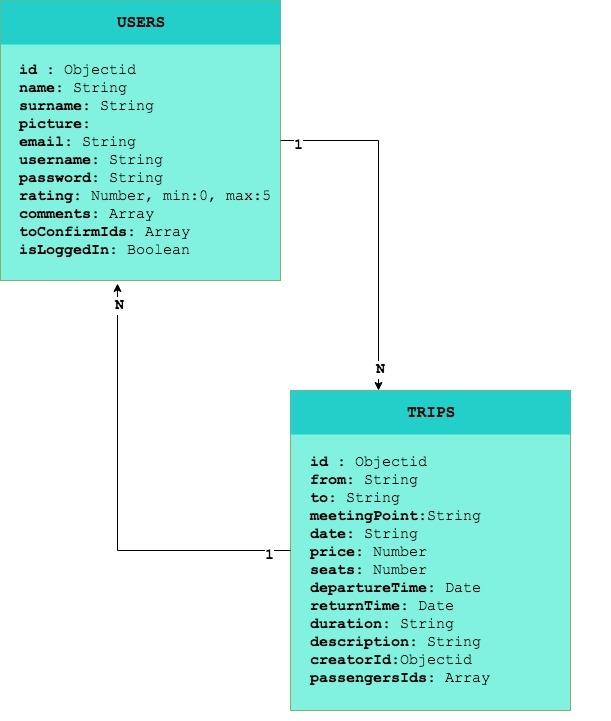 USERS
id : Objectid
name: String
surname: String
picture:
email: String
username: String
password: String
rating: Number, min:0, max:5
comments: Array
toConfirmIds: Array
isLoggedIn: Boolean
1
N
N
1
TRIPS
id : Objectid
from: String
to: String
meetingPoint:String
date: String
price: Number
seats: Number
departureTime: Date
returnTime: Date
duration: String
description: String
creatorId:Objectid
passengersIds: Array